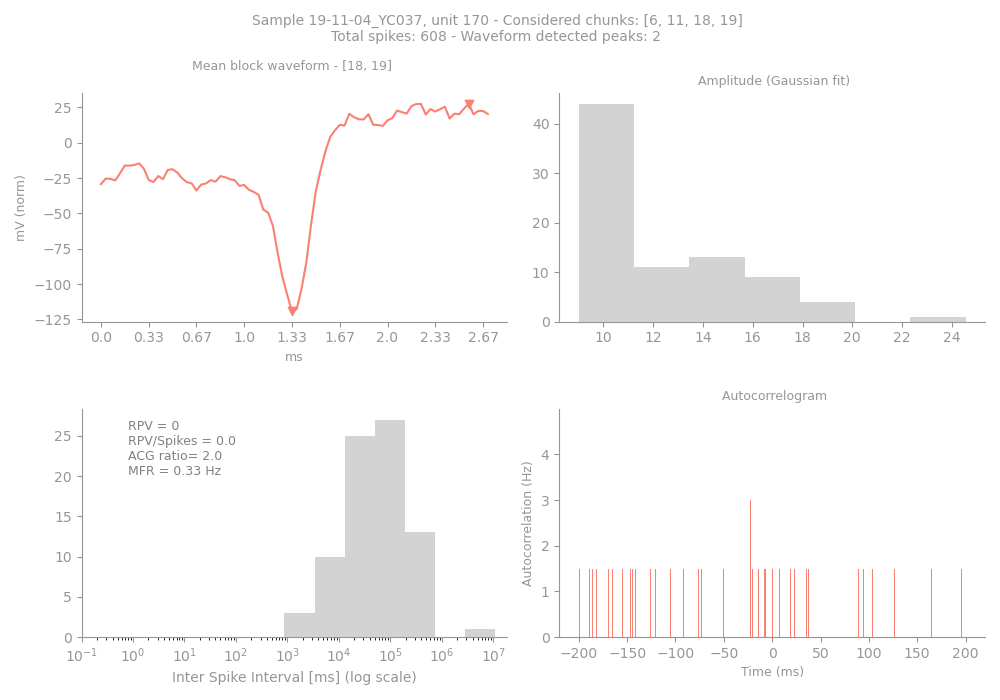 Sample 19-11-04_YC037, unit 170 - Considered chunks: [6, 11, 18, 19]
Total spikes: 608 - Waveform detected peaks: 2
Mean block waveform - [18, 19]
25
0
−25
−50
−75
−100
−125
mV (norm)
0.0 0.33 0.67 1.0 1.33 1.67 2.0 2.33 2.67
ms
Amplitude (Gaussian fit)
40
30
20
10
0
10 12 14 16 18 20 22 24
RPV = 0
RPV/Spikes = 0.0
ACG ratio= 2.0
MFR = 0.33 Hz
25
20
15
10
5
0
10⁻¹ 10⁰ 10¹ 10² 10³ 10⁴ 10⁵ 10⁶ 10⁷
Inter Spike Interval [ms] (log scale)
Autocorrelogram
Autocorrelation (Hz)
4
3
2
1
0
−200 −150 −100 −50 0 50 100 150 200
Time (ms)